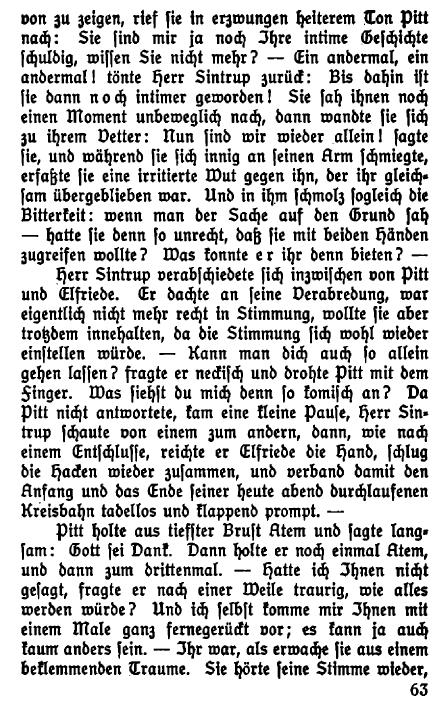 von zu zeigen, rief sie in erzwungen heiterem Ton Pitt
nach: Sie sind mir ja noch Ihre intime Geschichte
schuldig, wissen Sie nicht mehr? — Ein andermal, ein
andermal! tönte Herr Sintrup zurück: Bis dahin ist
sie dann noch intimer geworden! Sie sah ihnen noch
einen Moment unbeweglich nach, dann wandte sie sich
zu ihrem Vetter: Nun sind wir wieder allein! sagte
sie, und während sie sich innig an seinen Arm schmiegte,
erfaßte sie eine irritierte Wut gegen ihn, der ihr gleich-
sam übergeblieben war. Und in ihm schmolz sogleich die
Bitterkeit: wenn man der Sache auf den Grund sah
— hatte sie denn so unrecht, daß sie mit beiden Händen
zugreifen wollte? Was konnte er ihr denn bieten? —
Herr Sintrup verabschiedete sich inzwischen von Pitt
und Elfriede. Er dachte an seine Verabredung, war
eigentlich nicht mehr recht in Stimmung, wollte sie aber
trotzdem innehalten, da die Stimmung sich wohl wieder
einstellen würde. — Kann man dich auch so allein
gehen lassen? fragte er neckisch und drohte Pitt mit dem
Finger. Was siehst du mich denn so komisch an? Da
Pitt nicht antwortete, kam eine kleine Pause, Herr Sin-
trup schaute von einem zum andern, dann, wie nach
einem Entschlusse, reichte er Elfriede die Hand, schlug
die Hacken wieder zusammen, und verband damit den
Anfang und das Ende seiner heute abend durchlaufenen
Kreisbahn tadellos und klappend prompt. —
Pitt holte aus tiefster Brust Atem und sagte lang-
sam: Gott sei Dank. Dann holte er noch einmal Atem,
und dann zum drittenmal. — Hatte ich Ihnen nicht
gesagt, fragte er nach einer Weile traurig, wie alles
werden würde? Und ich selbst komme mir Ihnen mit
einem Male ganz fernegerückt vor; es kann ja auch
kaum anders sein. — Ihr war, als erwache sie aus einem
beklemmenden Traume. Sie hörte seine Stimme wieder,
63